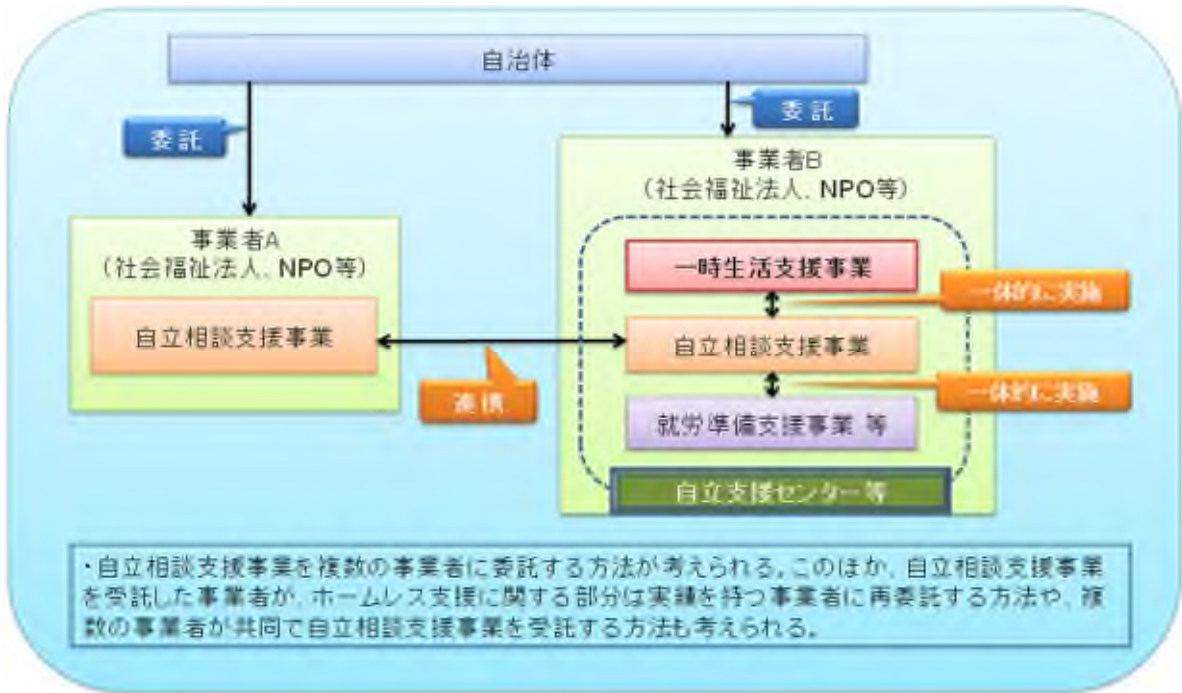 自治体
委託
委託
事業者B
（社会福祉法人、NPO等）
事業者A
（社会福祉法人、NPO等）
一時生活支援事業
一体的に実施
自立相談支援事業
自立相談支援事業
連携
一体的に実施
就労準備支援事業 等
自立支援センター等
・自立相談支援事業を複数の事業者に委託する方法が考えられる。このほか、自立相談支援事業
を受託した事業者が、ホームレス支援に関する部分は実績を持つ事業者に再委託する方法や、複
数の事業者が共同で自立相談支援事業を受託する方法も考えられる。